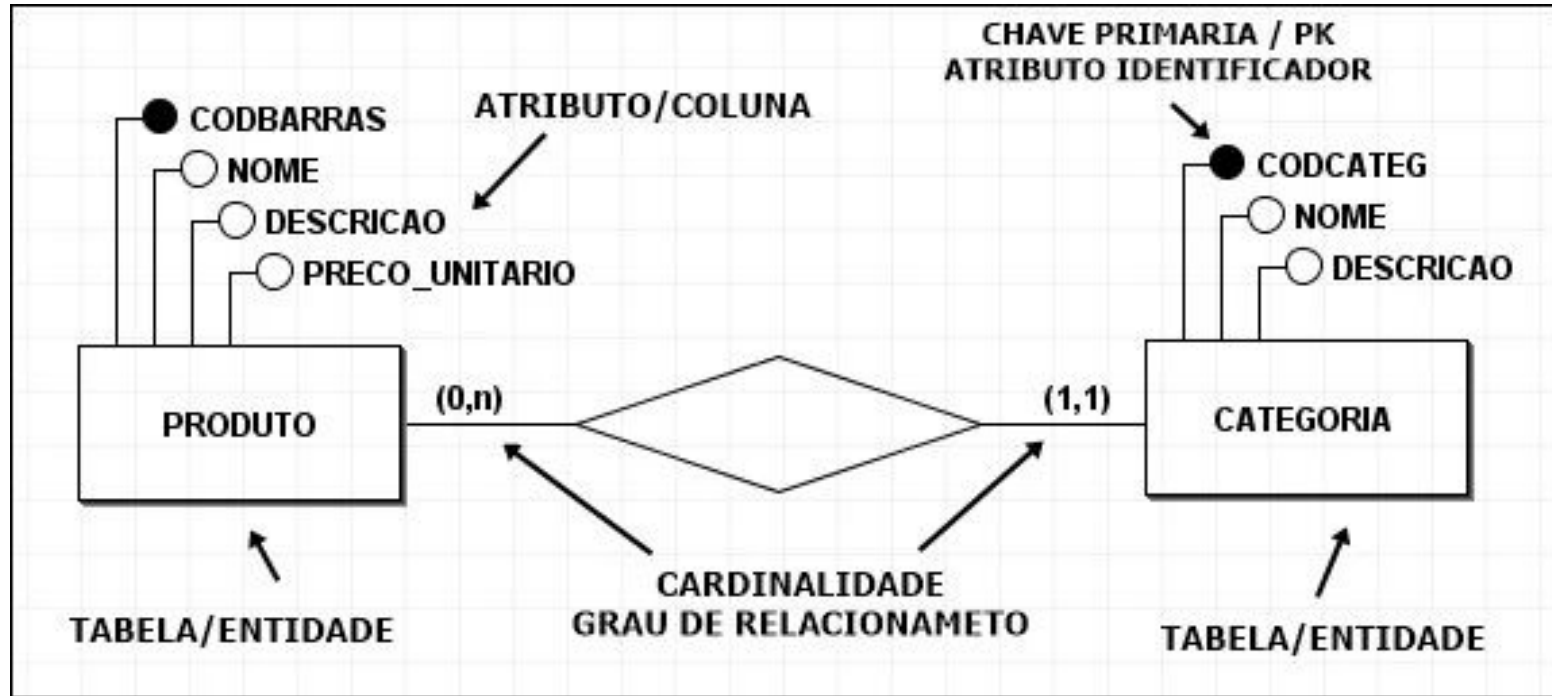 CHAVE PRIMARIA / PK
ATRIBUTO IDENTIFICADOR
ATRIBUTO/COLUNA
CODBARRAS
NOME
DESCRICAO
PRECO_UNITARIO
CODCATEG
NOME
DESCRICAO
PRODUTO
(0,n)
(1,1)
CATEGORIA
CARDINALIDADE
GRAU DE RELACIONAMETO
TABELA/ENTIDADE
TABELA/ENTIDADE